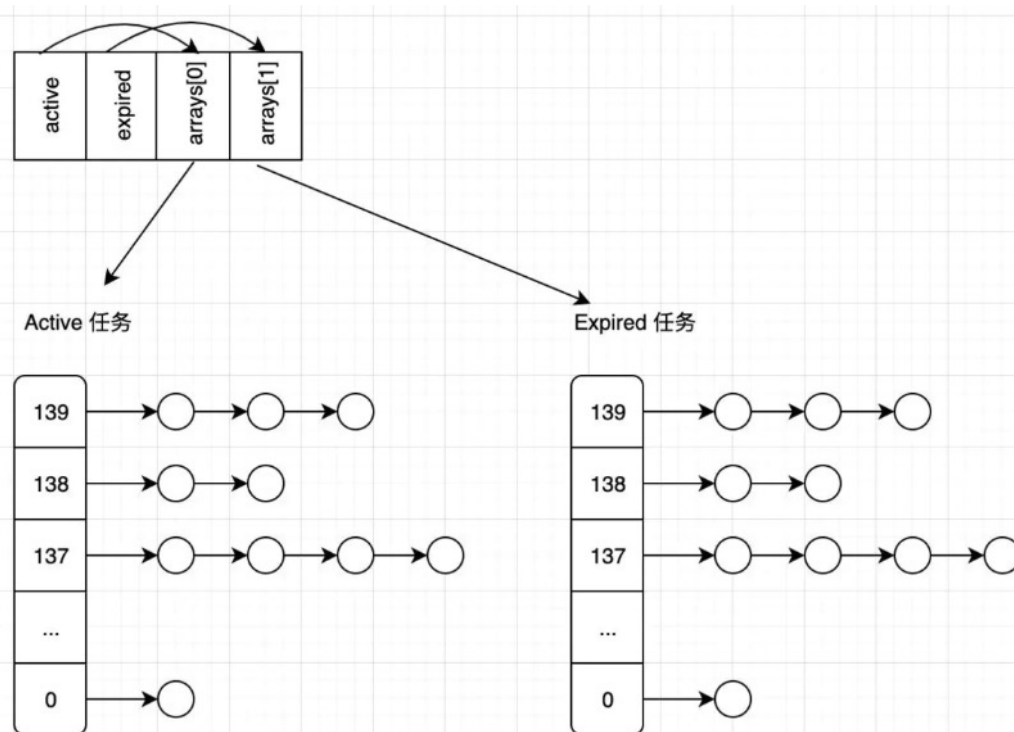 active
expired
arrays[0]
arrays[1]
Active 任务
Expired 任务
139
138
137
...
0
139
138
137
...
0